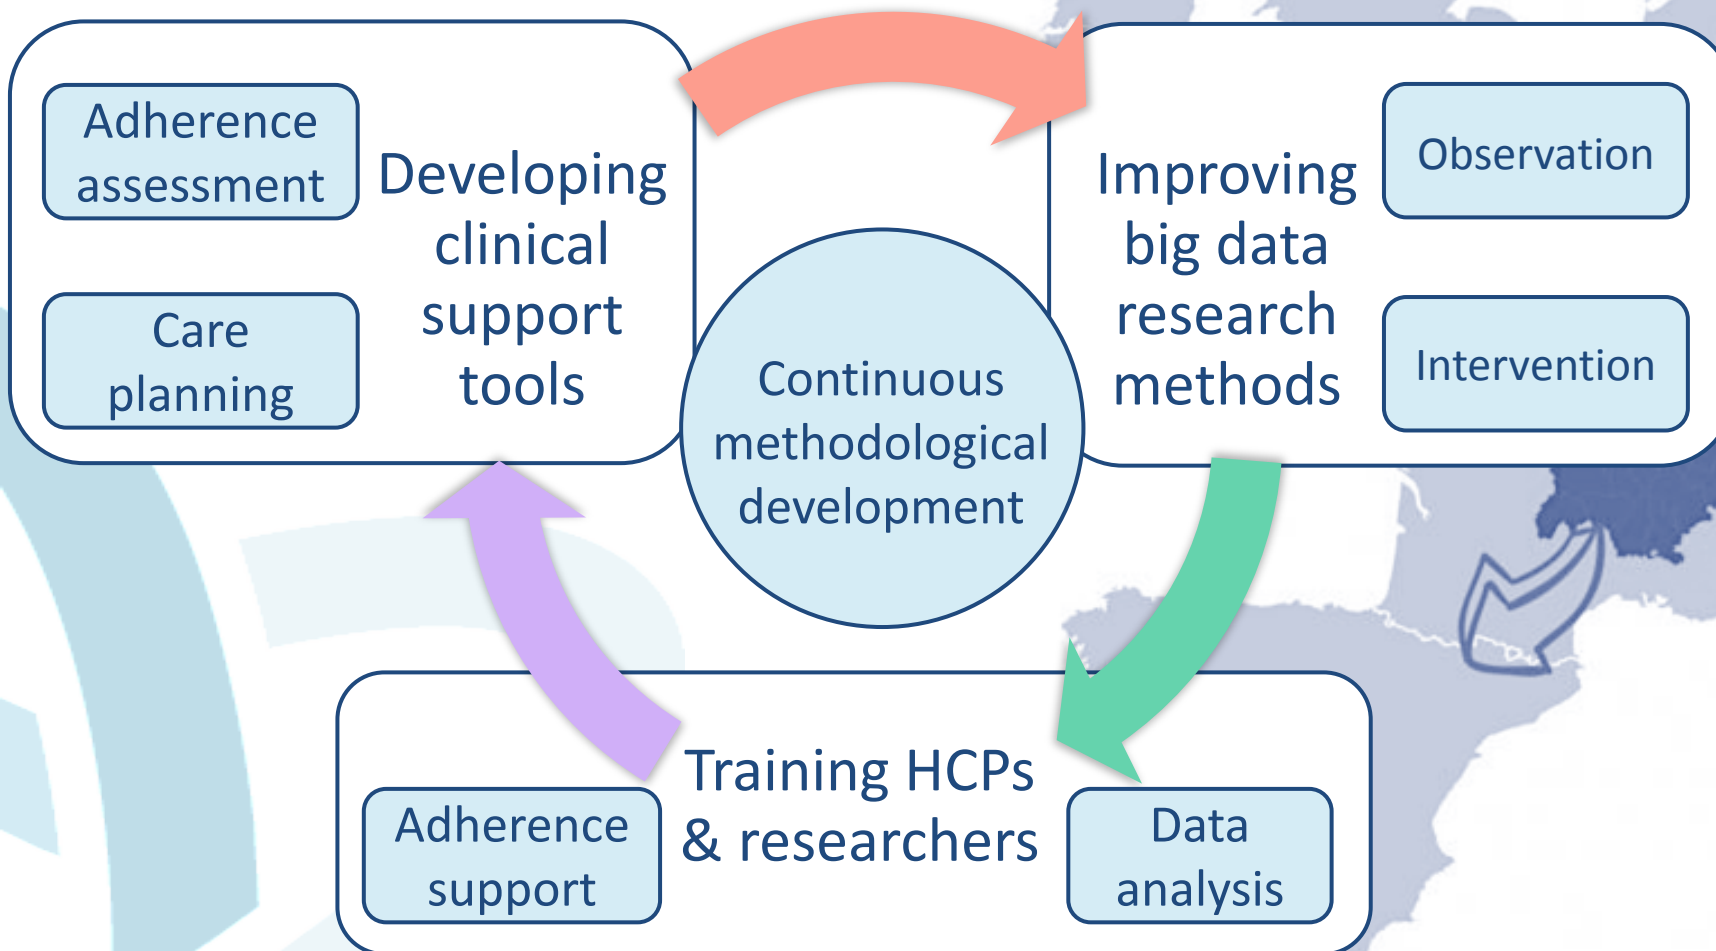 Adherence
assessment
Care
planning
Developing
clinical
support
tools
Continuous
methodological
development
Improving
big data
research
methods
Observation
Intervention
Training HCPs
& researchers
Adherence
support
Data
analysis